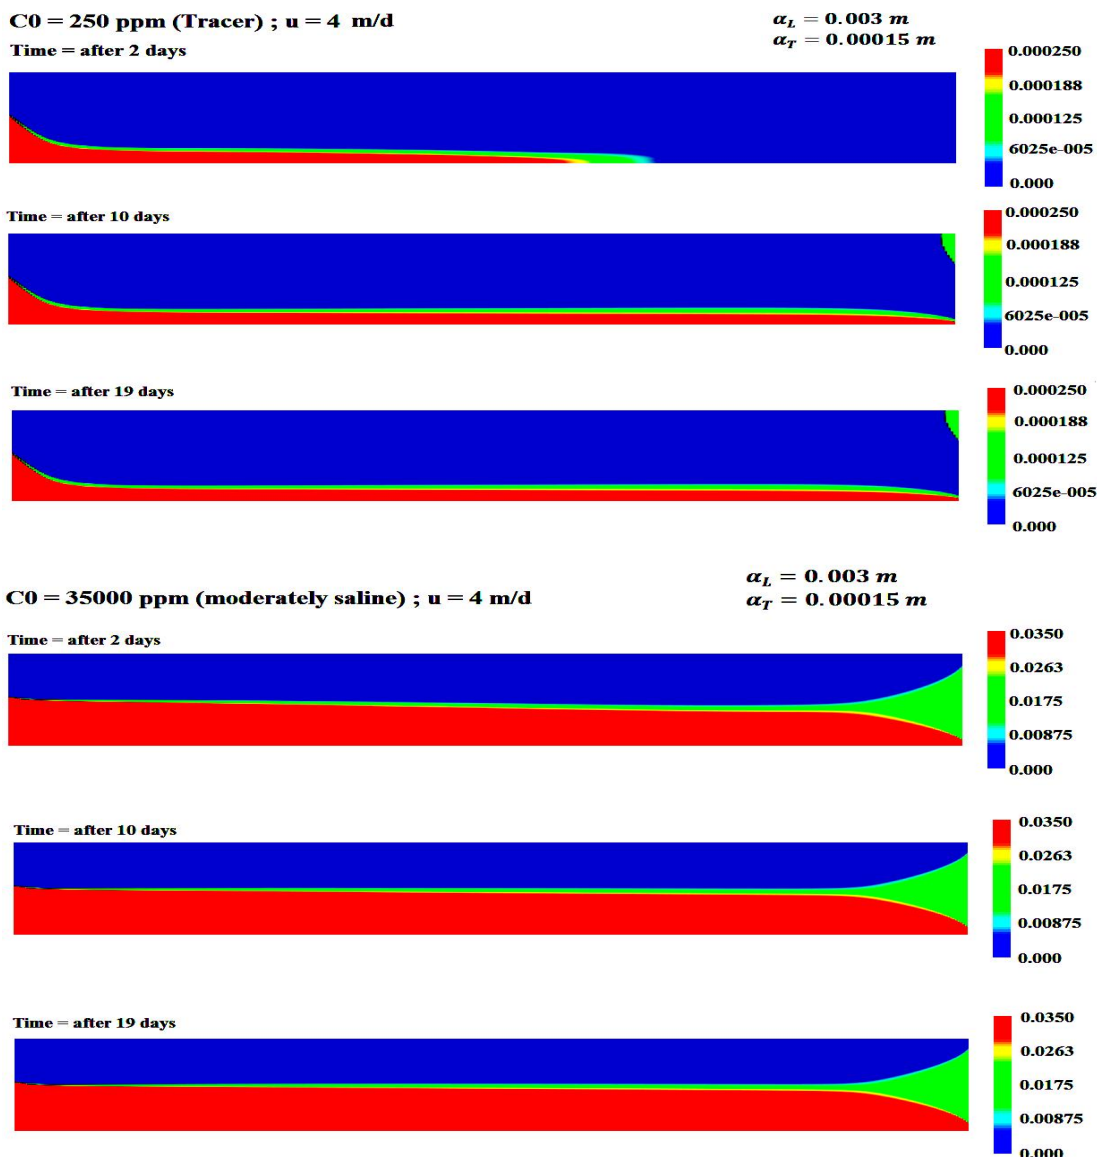 C0 = 250 ppm (Tracer) ; u = 4 m/d
α_L = 0.003 m
α_T = 0.00015 m
Time = after 2 days
0.000250
0.000188
0.000125
6025e-005
0.000
Time = after 10 days
0.000250
0.000188
0.000125
6025e-005
0.000
Time = after 19 days
0.000250
0.000188
0.000125
6025e-005
0.000
C0 = 35000 ppm (moderately saline) ; u = 4 m/d
α_L = 0.003 m
α_T = 0.00015 m
Time = after 2 days
0.0350
0.0263
0.0175
0.00875
0.000
Time = after 10 days
0.0350
0.0263
0.0175
0.00875
0.000
Time = after 19 days
0.0350
0.0263
0.0175
0.00875
0.000